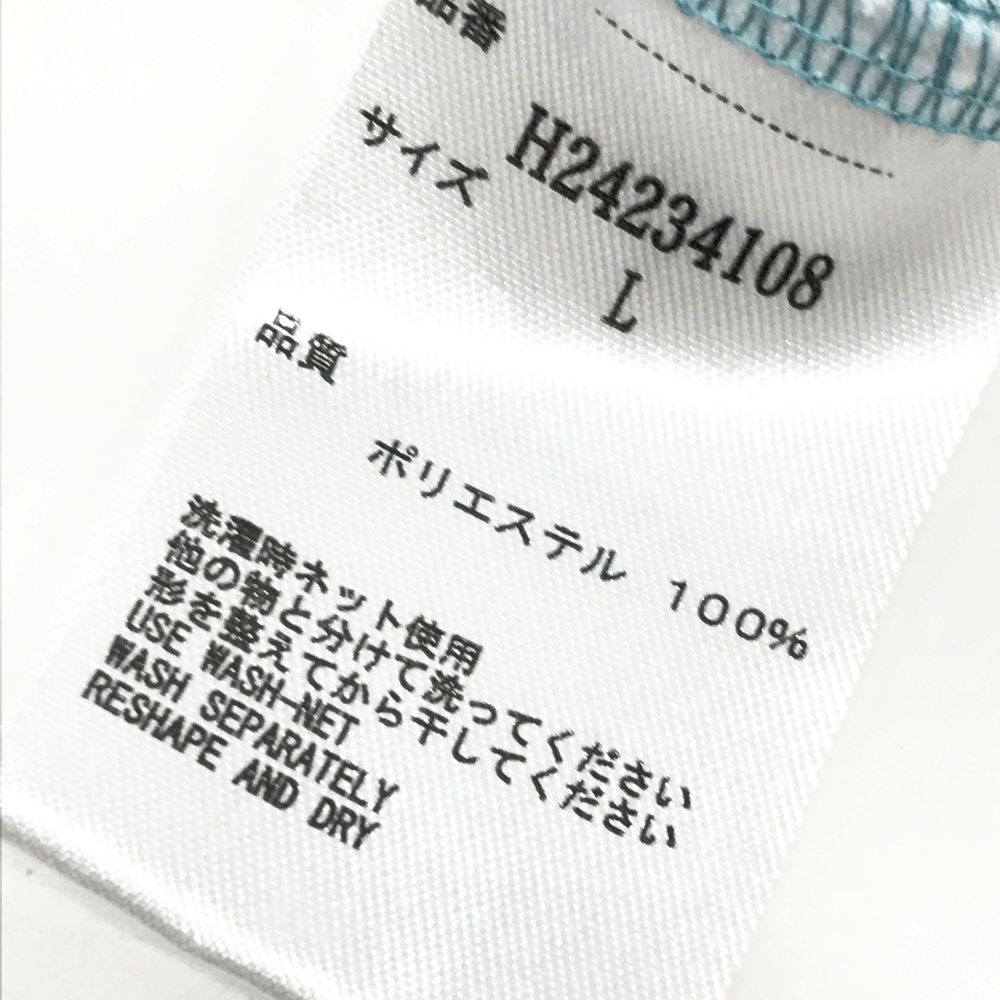 品番
H24234108
サイズ
L
品質
ポリエステル 100%
洗濯時ネット使用
他の物と分けて洗ってください
形を整えてから干してください
USE WASH-NET
WASH SEPARATELY
RESHAPE AND DRY